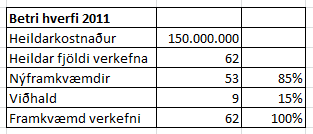 Betri hverfi 2011
Heildarkostnaður 150.000.000
Heildar fjöldi verkefna 62
Nýframkvæmdir 53 85%
Viðhald 9 15%
Framkvæmd verkefni 62 100%